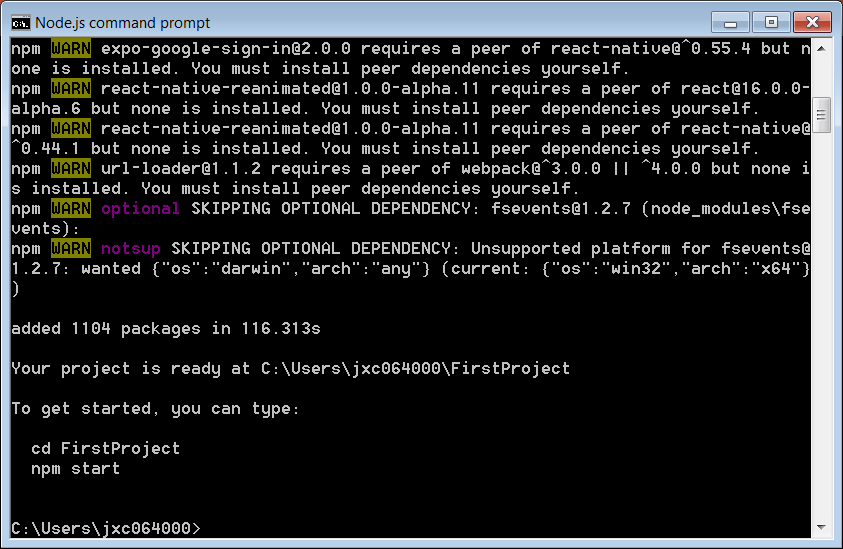 Node.js command prompt
npm WARN expo-google-sign-in@2.0.0 requires a peer of react-native@^0.55.4 but n
one is installed. You must install peer dependencies yourself.
npm WARN react-native-reanimated@1.0.0-alpha.11 requires a peer of react@16.0.0-
alpha.6 but none is installed. You must install peer dependencies yourself.
npm WARN react-native-reanimated@1.0.0-alpha.11 requires a peer of react-native@
^0.44.1 but none is installed. You must install peer dependencies yourself.
npm WARN url-loader@1.1.2 requires a peer of webpack@^3.0.0 || ^4.0.0 but none i
s installed. You must install peer dependencies yourself.
npm WARN optional SKIPPING OPTIONAL DEPENDENCY: fsevents@1.2.7 (node_modules\fse
vents):
npm WARN notsup SKIPPING OPTIONAL DEPENDENCY: Unsupported platform for fsevents@
1.2.7: wanted {"os":"darwin","arch":"any"} (current: {"os":"win32","arch":"x64"}
)
added 1104 packages in 116.313s
Your project is ready at C:\Users\jxc064000\FirstProject
To get started, you can type:
cd FirstProject
npm start
C:\Users\jxc064000>